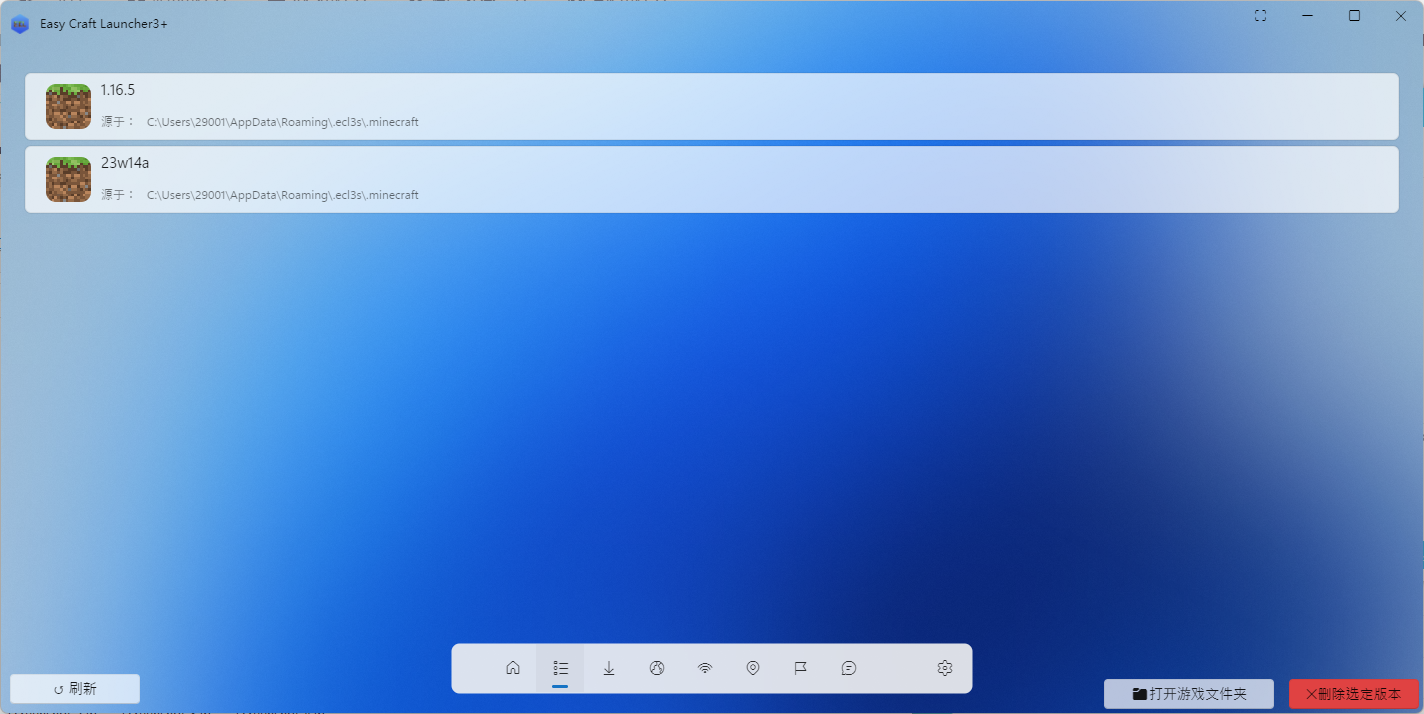 Easy Craft Launcher3+
1.16.5
源于： C:\Users\29001\AppData\Roaming\.ecl3s\.minecraft
23w14a
源于： C:\Users\29001\AppData\Roaming\.ecl3s\.minecraft
刷新
打开游戏文件夹
删除选定版本